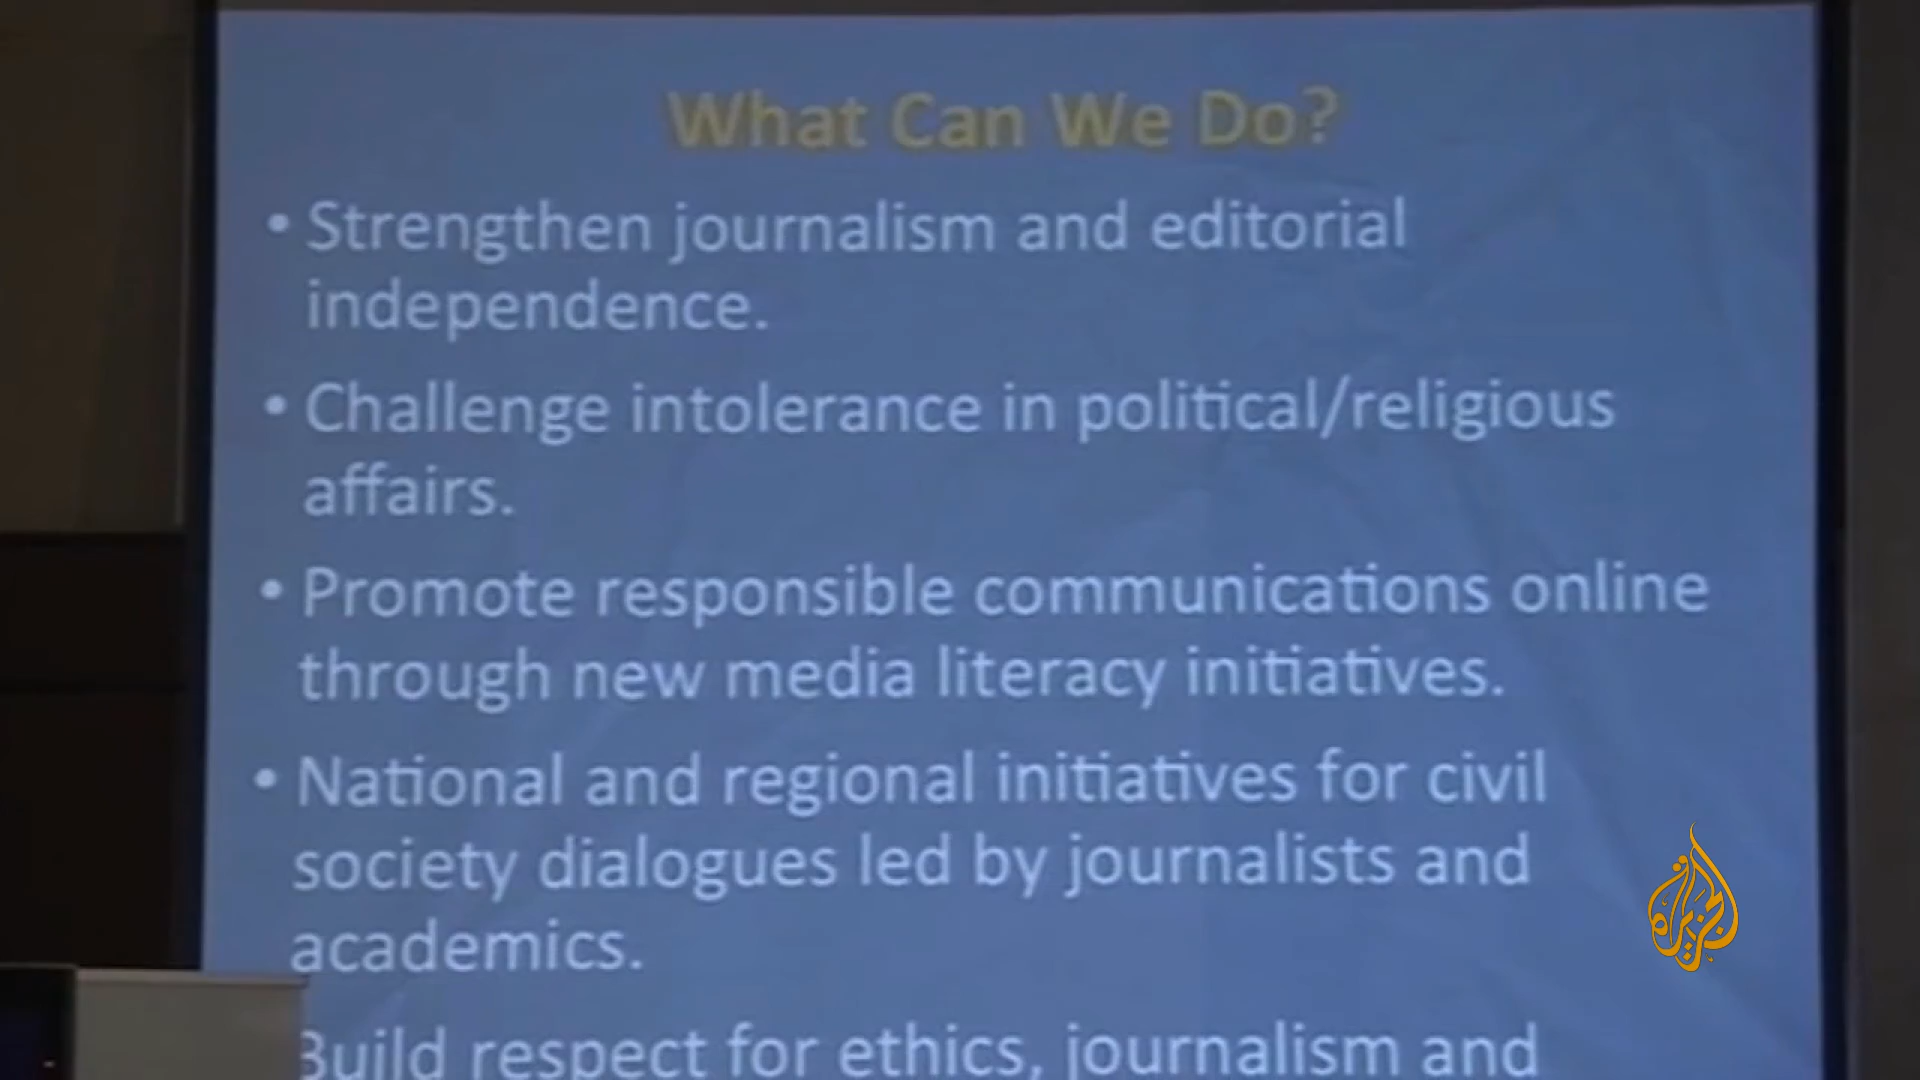 What Can We Do?
• Strengthen journalism and editorial
independence.
• Challenge intolerance in political/religious
affairs.
• Promote responsible communications online
through new media literacy initiatives.
• National and regional initiatives for civil
society dialogues led by journalists and
academics.
Build respect for ethics, journalism and
الجزيرة